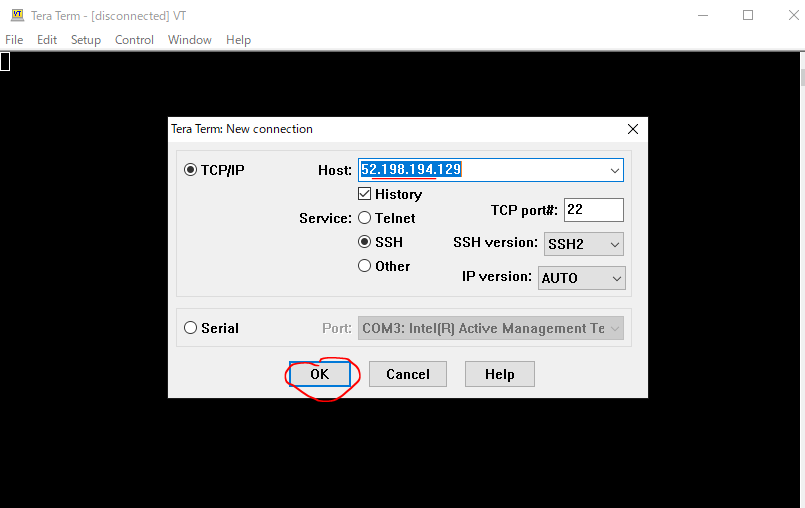 VT Tera Term - [disconnected] VT
File Edit Setup Control Window Help
Tera Term: New connection
TCP/IP Host: 52.198.194.129
History
Service: Telnet TCP port#: 22
SSH SSH version: SSH2
Other IP version: AUTO
Serial Port: COM3: Intel(R) Active Management Te
OK Cancel Help